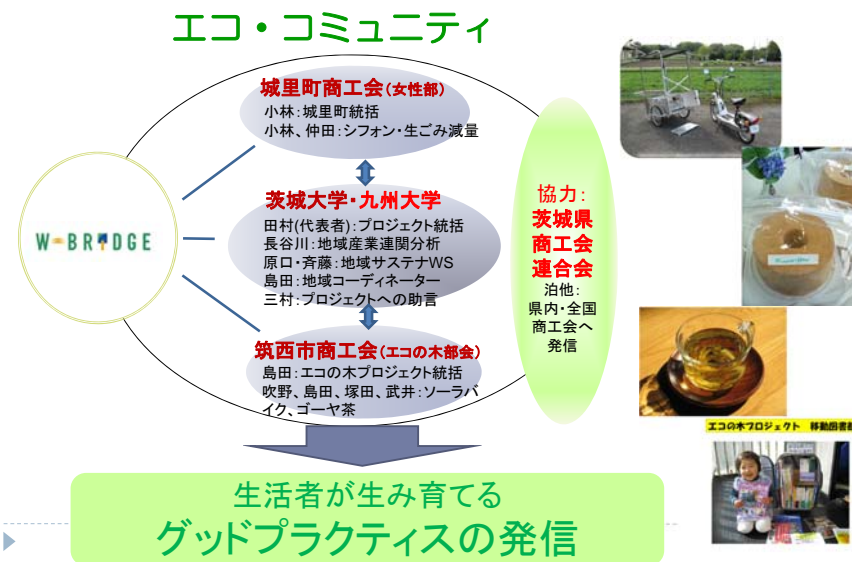 エコ・コミュニティ
城里町商工会(女性部)
小林:城里町統括
小林、仲田:シフォン・生ごみ減量
W-BRIDGE
茨城大学・九州大学
田村(代表者):プロジェクト統括
長谷川:地域産業連関分析
原口・斉藤:地域サステナWS
島田:地域コーディネーター
三村:プロジェクトへの助言
筑西市商工会(エコの木部会)
島田:エコの木プロジェクト統括
吹野、島田、塚田、武井:ソーラバ
イク、ゴーヤ茶
協力:
茨城県
商工会
連合会
泊他:
県内・全国
商工会へ
発信
エコの木プロジェクト 移動図書
生活者が生み育てる
グッドプラクティスの発信